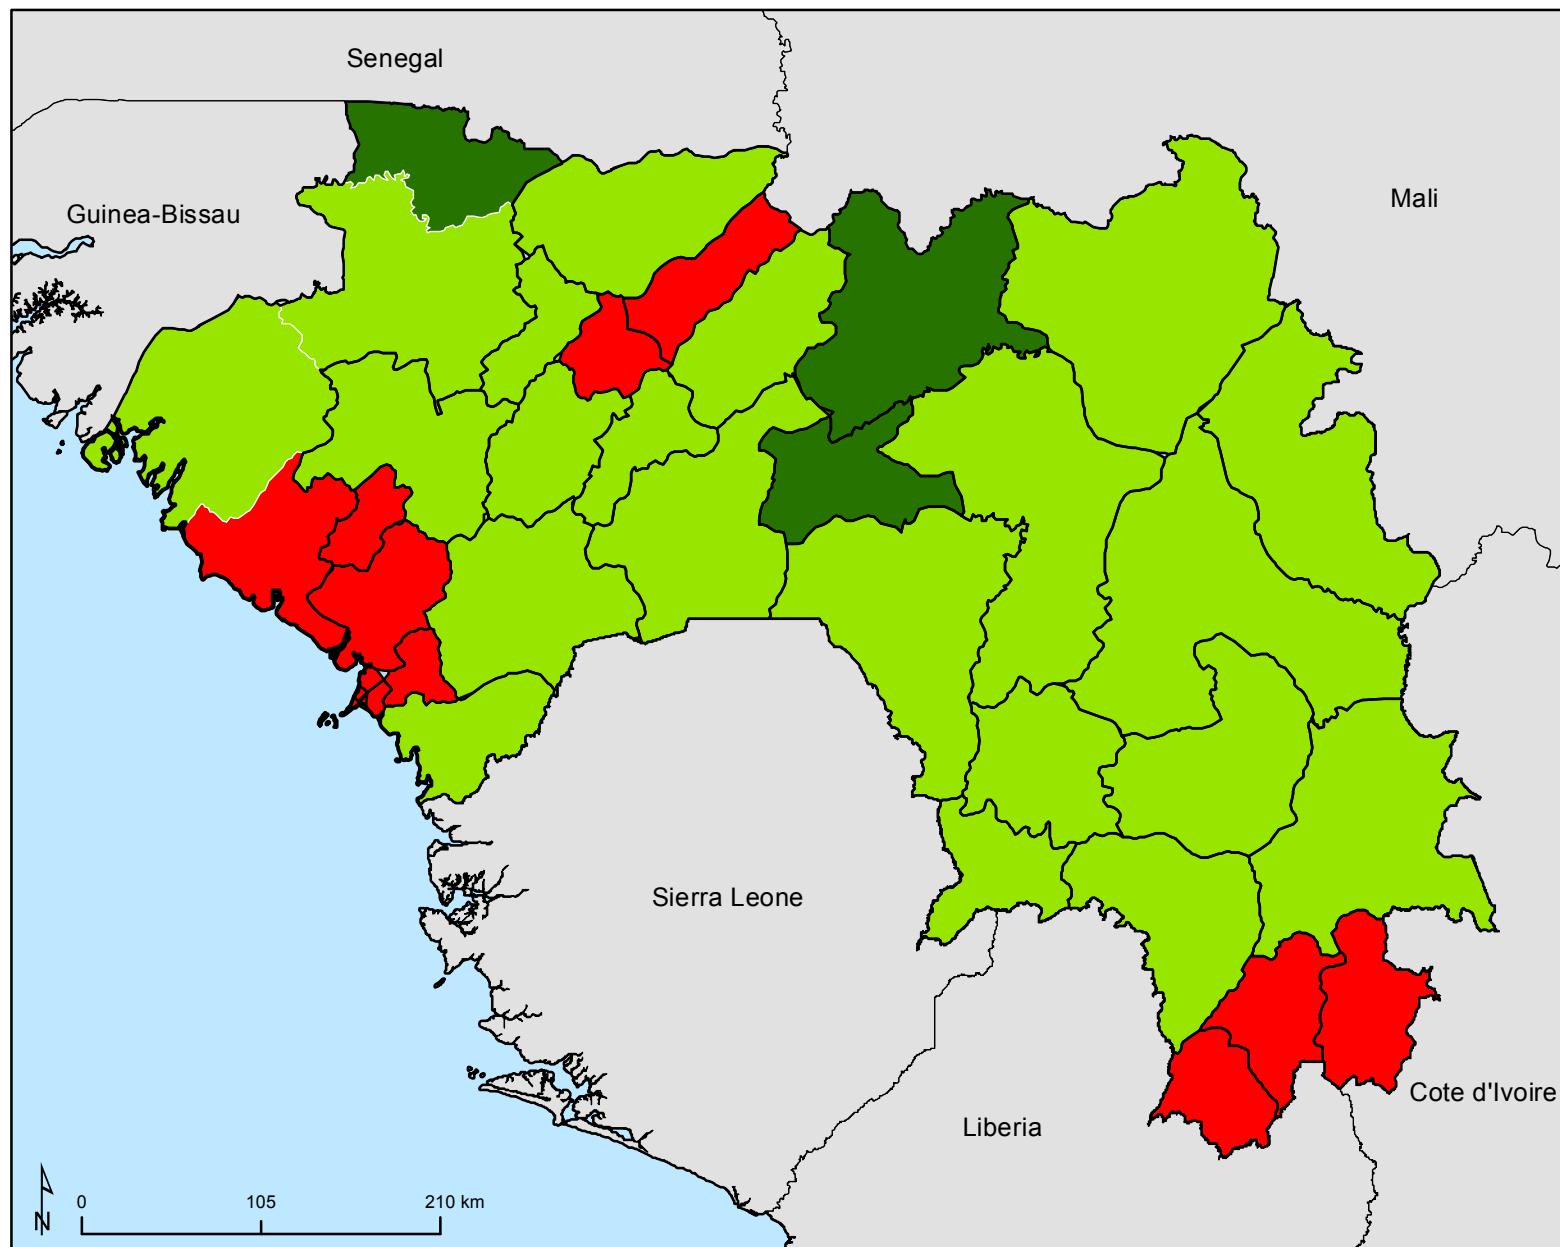 Senegal
Mali
Guinea-Bissau
Sierra Leone
Cote d'Ivoire
Liberia
0 105 210 km
N